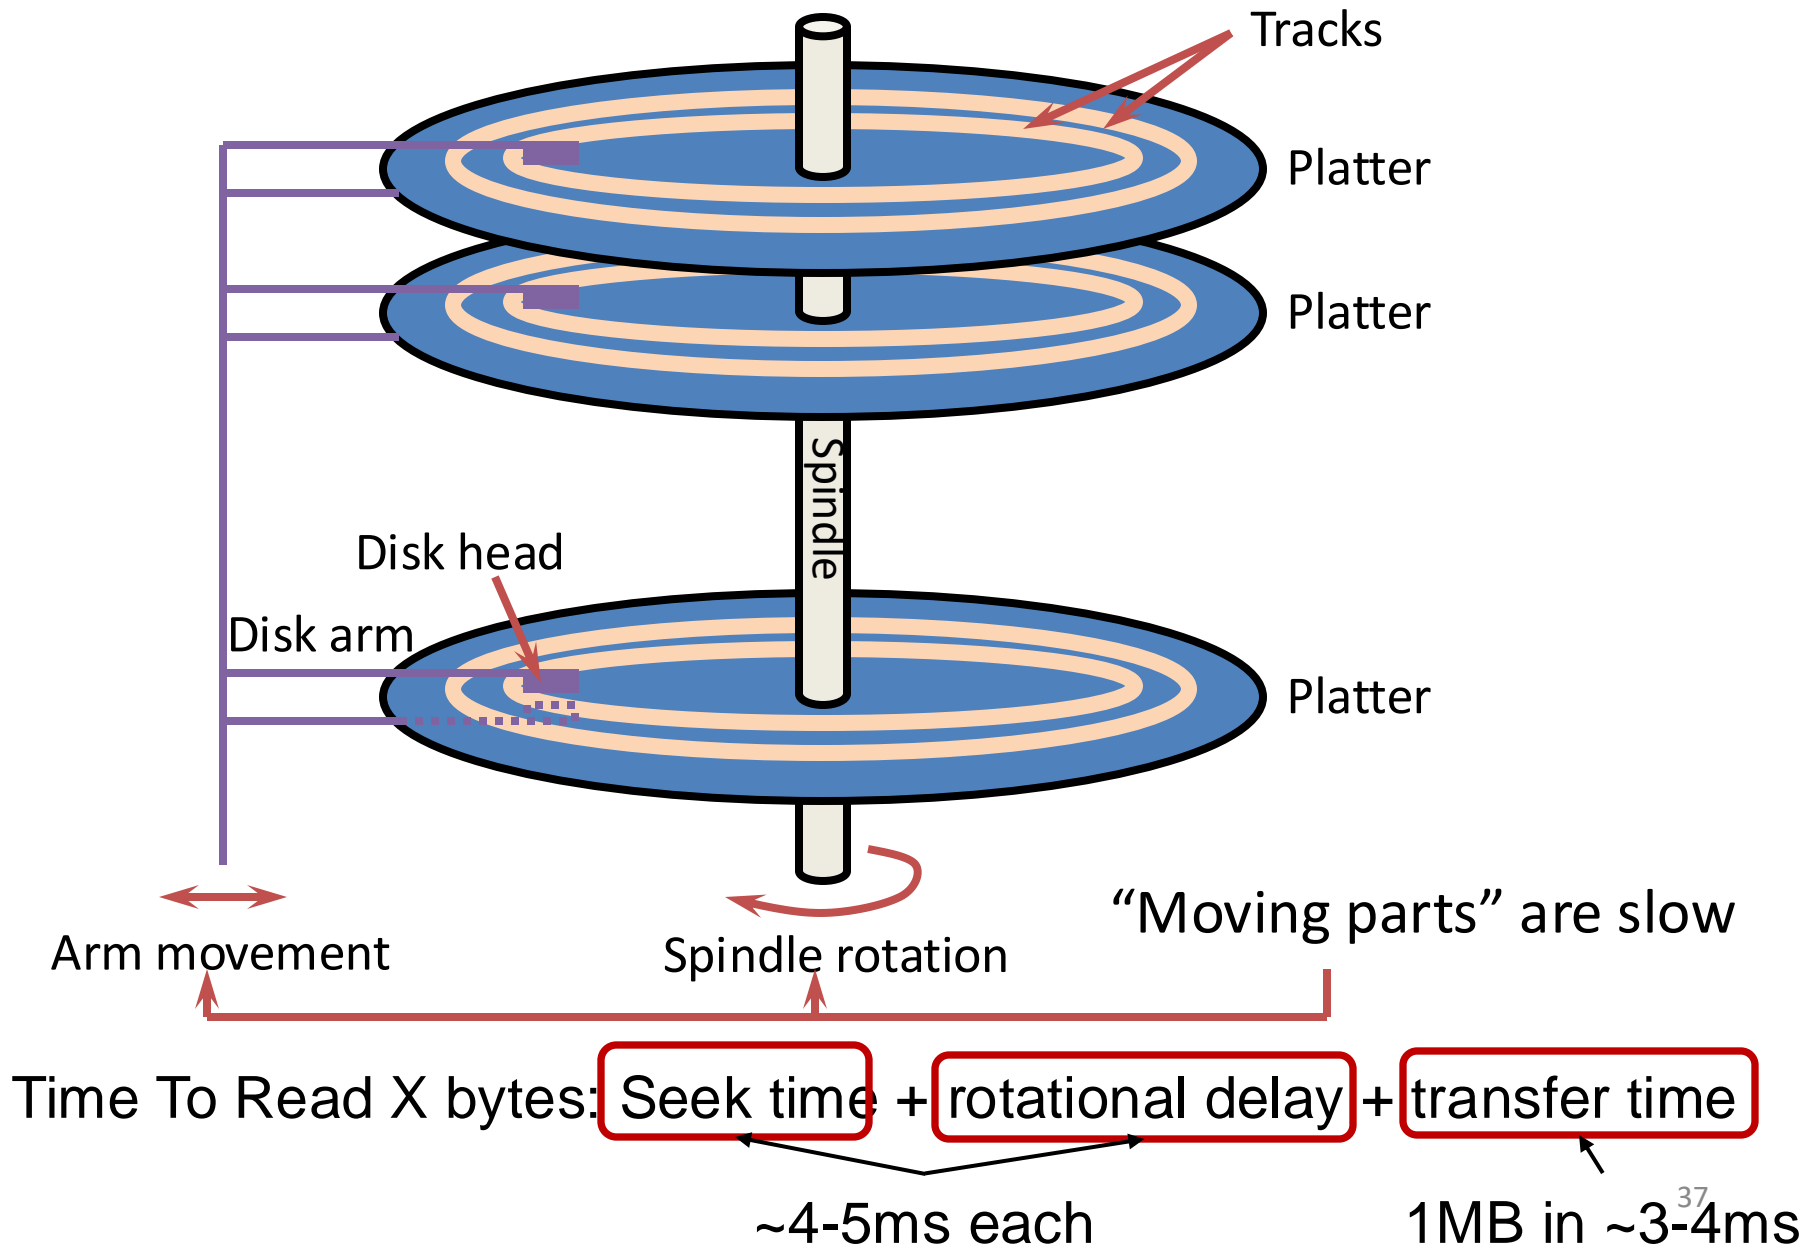 Tracks
Platter
Platter
Spindle
Disk head
Disk arm
Platter
“Moving parts” are slow
Arm movement
Spindle rotation
Time To Read X bytes: Seek time + rotational delay + transfer time
37
~4-5ms each
1MB in ~3-4ms